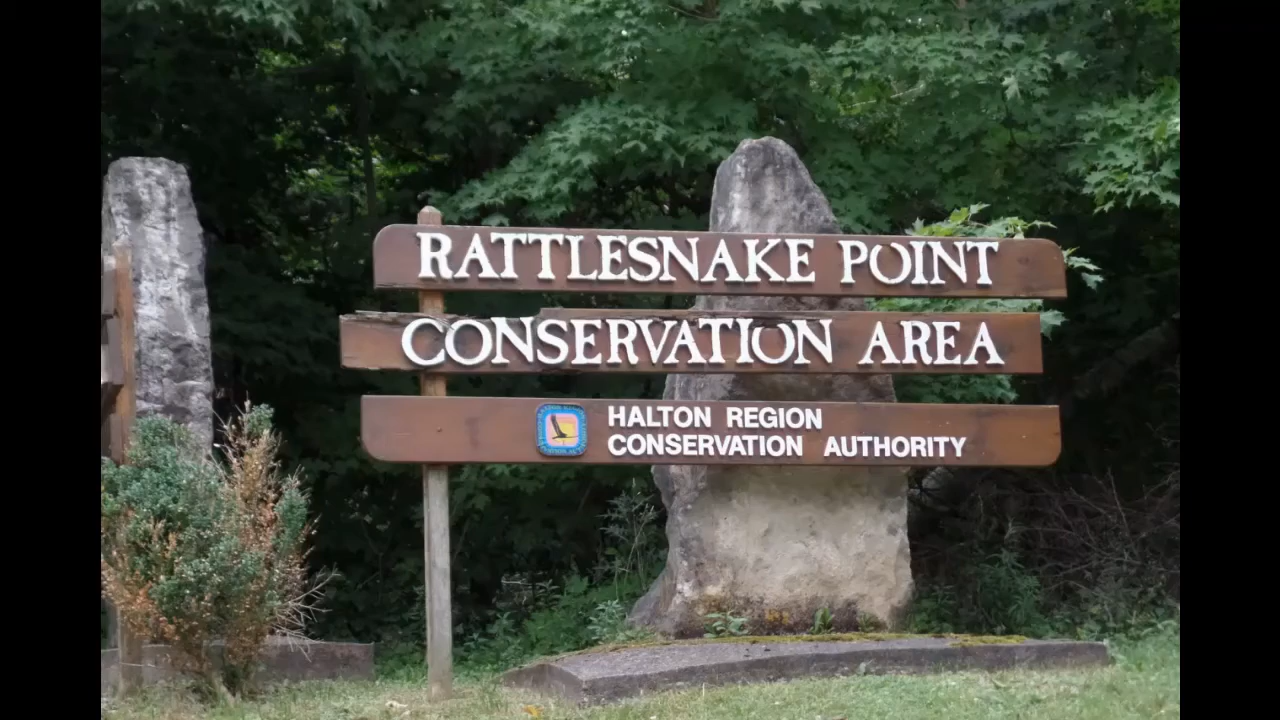 RATTLESNAKE POINT
CONSERVATION AREA
HALTON REGION
CONSERVATION AUTHORITY